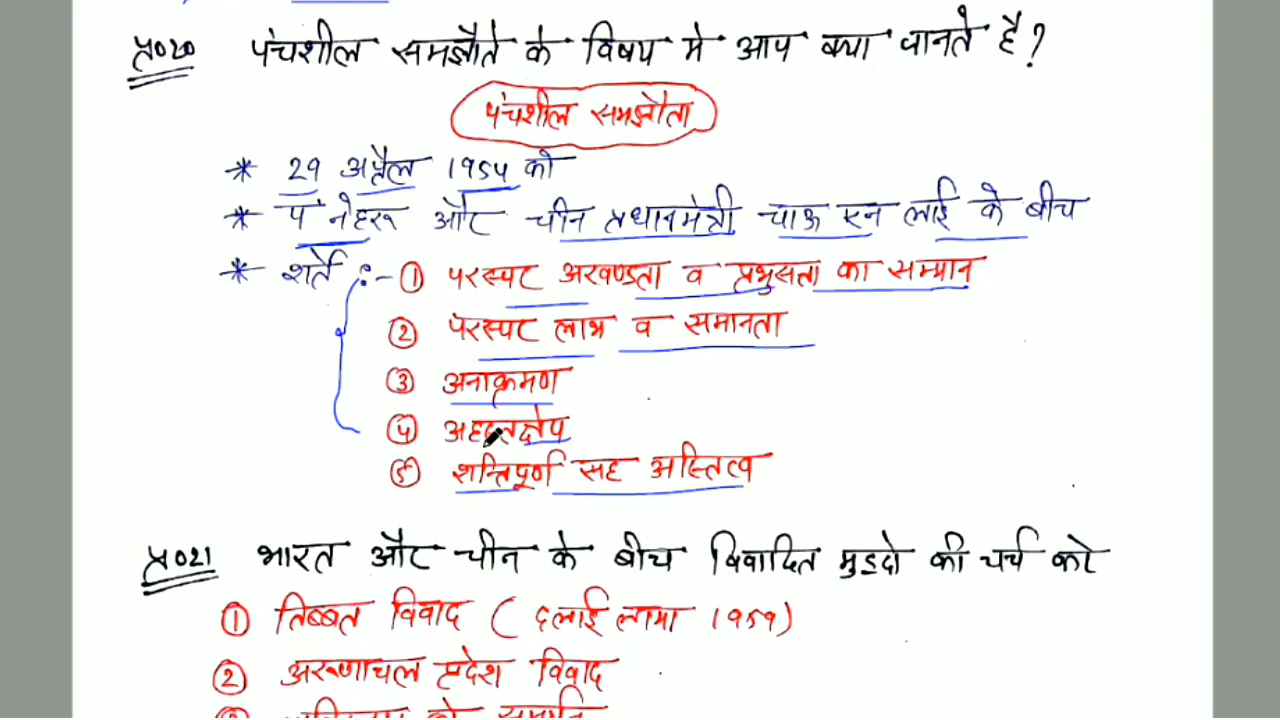 प्र०20 पंचशील समझौते के विषय मे आप क्या जानते है?
पंचशील समझौता
* 29 अप्रैल 1954 को
* पं नेहरू और चीन प्रधानमंत्री चाऊ एन लाई के बीच
* शर्ते :- ① परस्पर अखण्डता व प्रभुसता का सम्मान
② परस्पर लाभ व समानता
③ अनाक्रमण
④ अहस्तक्षेप
⑤ शन्तिपूर्ण सह अस्तित्व
प्र०21 भारत और चीन के बीच विवादित मुद्दो की चर्च को
① तिब्बत विवाद ( दलाई लामा 1959)
② अरूणाचल प्रदेश विवाद